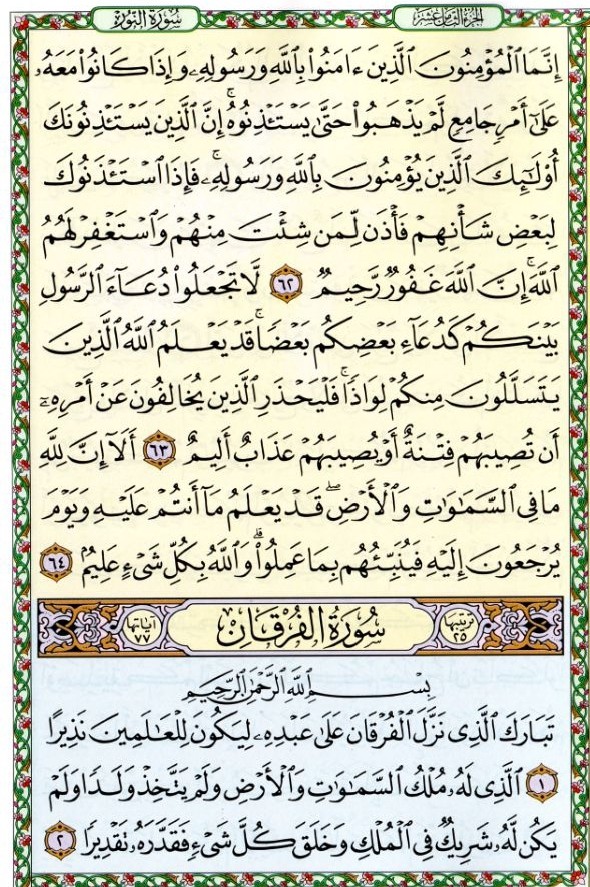 الجزء الثامن عشر
سُورَةُ النُّورِ
إِنَّمَا ٱلْمُؤْمِنُونَ ٱلَّذِينَ ءَامَنُوا۟ بِٱللَّهِ وَرَسُولِهِۦ وَإِذَا كَانُوا۟ مَعَهُۥ
عَلَىٰٓ أَمْرٍ جَامِعٍ لَّمْ يَذْهَبُوا۟ حَتَّىٰ يَسْتَـْٔذِنُوهُ ۚ إِنَّ ٱلَّذِينَ يَسْتَـْٔذِنُونَكَ
أُو۟لَـٰٓئِكَ ٱلَّذِينَ يُؤْمِنُونَ بِٱللَّهِ وَرَسُولِهِۦ ۚ فَإِذَا ٱسْتَـْٔذَنُوكَ
لِبَعْضِ شَأْنِهِمْ فَأْذَن لِّمَن شِئْتَ مِنْهُمْ وَٱسْتَغْفِرْ لَهُمُ
ٱللَّهَ ۚ إِنَّ ٱللَّهَ غَفُورٌ رَّحِيمٌ ٦٢ لَّا تَجْعَلُوا۟ دُعَآءَ ٱلرَّسُولِ
بَيْنَكُمْ كَدُعَآءِ بَعْضِكُم بَعْضًا ۚ قَدْ يَعْلَمُ ٱللَّهُ ٱلَّذِينَ
يَتَسَلَّلُونَ مِنكُمْ لِوَاذًا ۚ فَلْيَحْذَرِ ٱلَّذِينَ يُخَالِفُونَ عَنْ أَمْرِهِۦٓ
أَن تُصِيبَهُمْ فِتْنَةٌ أَوْ يُصِيبَهُمْ عَذَابٌ أَلِيمٌ ٦٣ أَلَآ إِنَّ لِلَّهِ
مَا فِى ٱلسَّمَـٰوَٰتِ وَٱلْأَرْضِ ۖ قَدْ يَعْلَمُ مَآ أَنتُمْ عَلَيْهِ وَيَوْمَ
يُرْجَعُونَ إِلَيْهِ فَيُنَبِّئُهُم بِمَا عَمِلُوا۟ ۗ وَٱللَّهُ بِكُلِّ شَىْءٍ عَلِيمٌۢ ٦٤
ترتيبها ٢٥ سُورَةُ الفُرْقَانِ آياتها ٧٧
بِسْمِ ٱللَّهِ ٱلرَّحْمَـٰنِ ٱلرَّحِيمِ
تَبَارَكَ ٱلَّذِى نَزَّلَ ٱلْفُرْقَانَ عَلَىٰ عَبْدِهِۦ لِيَكُونَ لِلْعَـٰلَمِينَ نَذِيرًا
١ ٱلَّذِى لَهُۥ مُلْكُ ٱلسَّمَـٰوَٰتِ وَٱلْأَرْضِ وَلَمْ يَتَّخِذْ وَلَدًا وَلَمْ
يَكُن لَّهُۥ شَرِيكٌ فِى ٱلْمُلْكِ وَخَلَقَ كُلَّ شَىْءٍ فَقَدَّرَهُۥ تَقْدِيرًا ٢